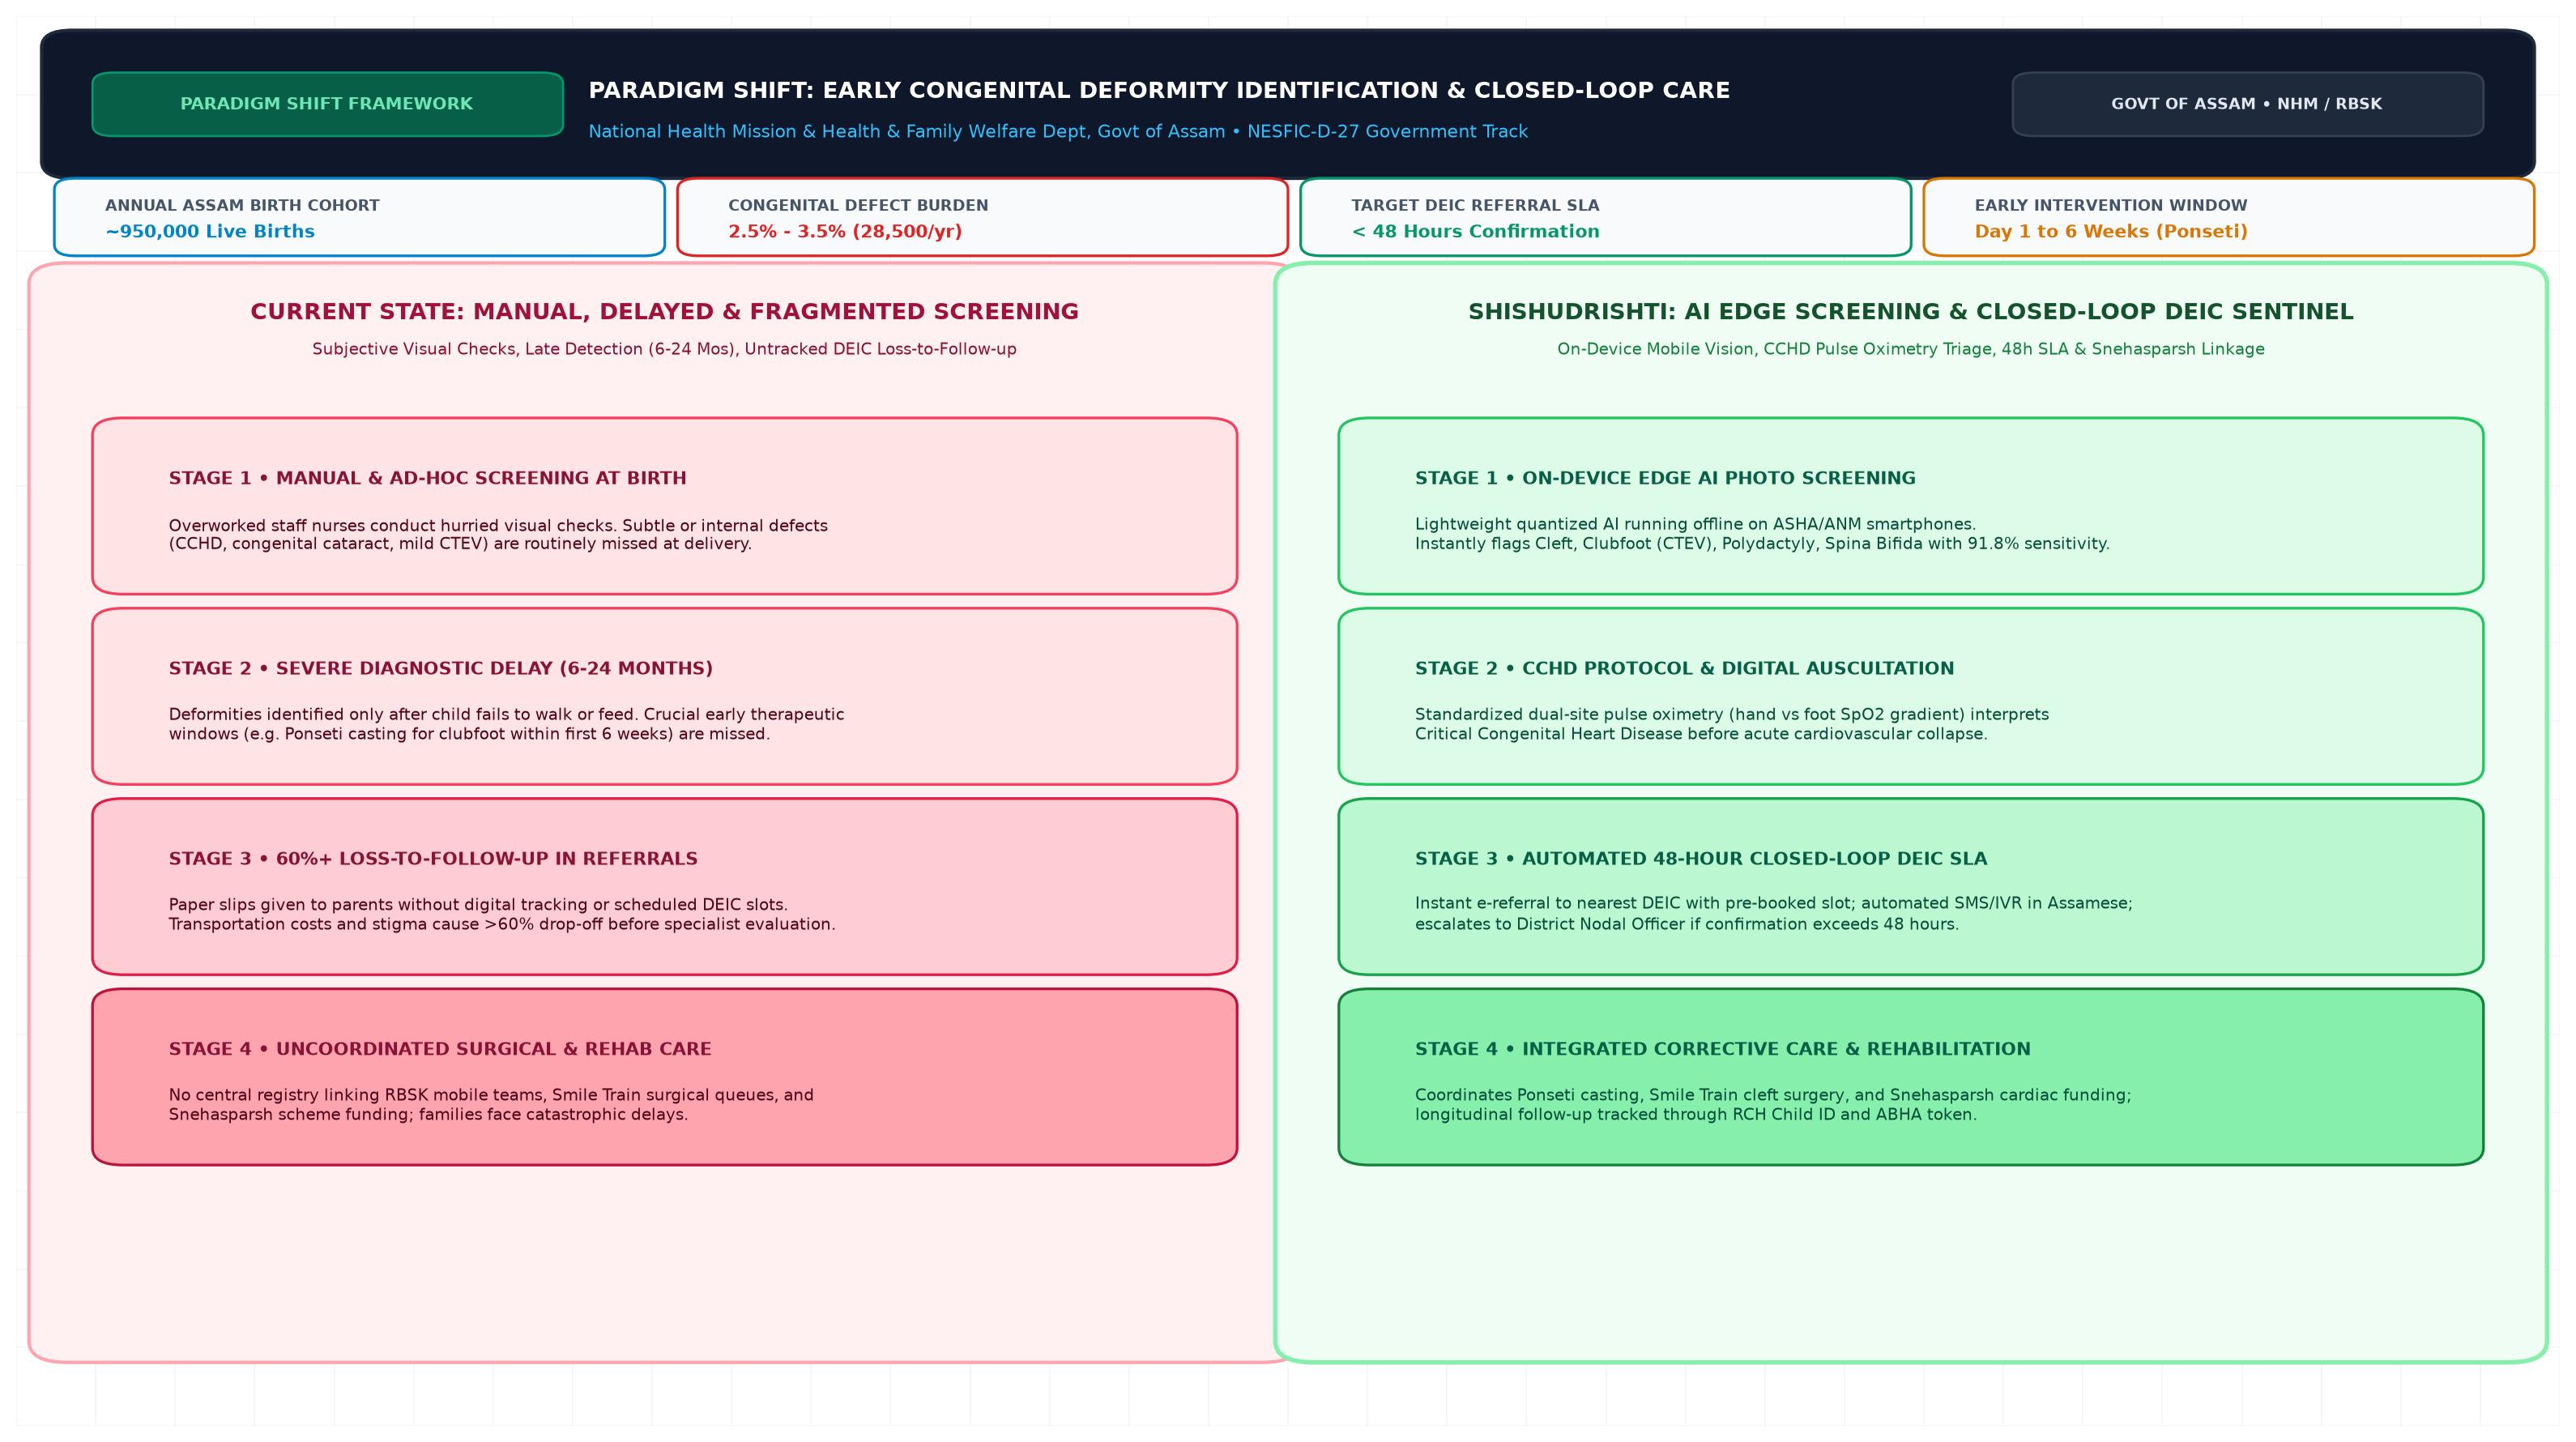 PARADIGM SHIFT FRAMEWORK
PARADIGM SHIFT: EARLY CONGENITAL DEFORMITY IDENTIFICATION & CLOSED-LOOP CARE
National Health Mission & Health & Family Welfare Dept, Govt of Assam • NESFIC-D-27 Government Track
GOVT OF ASSAM • NHM / RBSK
ANNUAL ASSAM BIRTH COHORT
~950,000 Live Births
CONGENITAL DEFECT BURDEN
2.5% - 3.5% (28,500/yr)
TARGET DEIC REFERRAL SLA
< 48 Hours Confirmation
EARLY INTERVENTION WINDOW
Day 1 to 6 Weeks (Ponseti)
CURRENT STATE: MANUAL, DELAYED & FRAGMENTED SCREENING
Subjective Visual Checks, Late Detection (6-24 Mos), Untracked DEIC Loss-to-Follow-up
STAGE 1 • MANUAL & AD-HOC SCREENING AT BIRTH
Overworked staff nurses conduct hurried visual checks. Subtle or internal defects
(CCHD, congenital cataract, mild CTEV) are routinely missed at delivery.
STAGE 2 • SEVERE DIAGNOSTIC DELAY (6-24 MONTHS)
Deformities identified only after child fails to walk or feed. Crucial early therapeutic
windows (e.g. Ponseti casting for clubfoot within first 6 weeks) are missed.
STAGE 3 • 60%+ LOSS-TO-FOLLOW-UP IN REFERRALS
Paper slips given to parents without digital tracking or scheduled DEIC slots.
Transportation costs and stigma cause >60% drop-off before specialist evaluation.
STAGE 4 • UNCOORDINATED SURGICAL & REHAB CARE
No central registry linking RBSK mobile teams, Smile Train surgical queues, and
Snehasparsh scheme funding; families face catastrophic delays.
SHISHUDRISHTI: AI EDGE SCREENING & CLOSED-LOOP DEIC SENTINEL
On-Device Mobile Vision, CCHD Pulse Oximetry Triage, 48h SLA & Snehasparsh Linkage
STAGE 1 • ON-DEVICE EDGE AI PHOTO SCREENING
Lightweight quantized AI running offline on ASHA/ANM smartphones.
Instantly flags Cleft, Clubfoot (CTEV), Polydactyly, Spina Bifida with 91.8% sensitivity.
STAGE 2 • CCHD PROTOCOL & DIGITAL AUSCULTATION
Standardized dual-site pulse oximetry (hand vs foot SpO2 gradient) interprets
Critical Congenital Heart Disease before acute cardiovascular collapse.
STAGE 3 • AUTOMATED 48-HOUR CLOSED-LOOP DEIC SLA
Instant e-referral to nearest DEIC with pre-booked slot; automated SMS/IVR in Assamese;
escalates to District Nodal Officer if confirmation exceeds 48 hours.
STAGE 4 • INTEGRATED CORRECTIVE CARE & REHABILITATION
Coordinates Ponseti casting, Smile Train cleft surgery, and Snehasparsh cardiac funding;
longitudinal follow-up tracked through RCH Child ID and ABHA token.